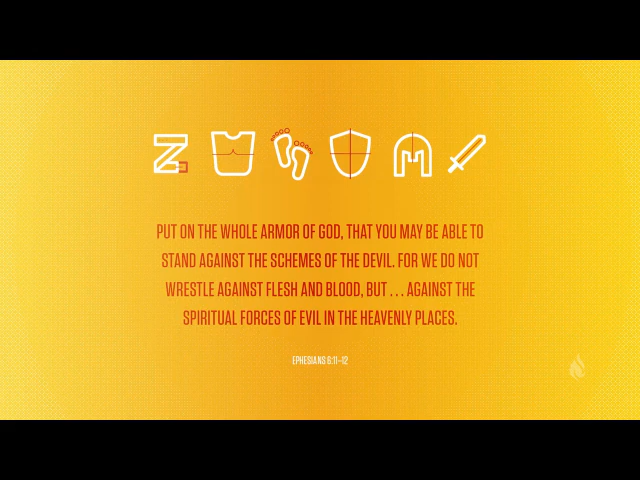 PUT ON THE WHOLE ARMOR OF GOD, THAT YOU MAY BE ABLE TO
STAND AGAINST THE SCHEMES OF THE DEVIL. FOR WE DO NOT
WRESTLE AGAINST FLESH AND BLOOD, BUT . . . AGAINST THE
SPIRITUAL FORCES OF EVIL IN THE HEAVENLY PLACES.
EPHESIANS 6:11–12